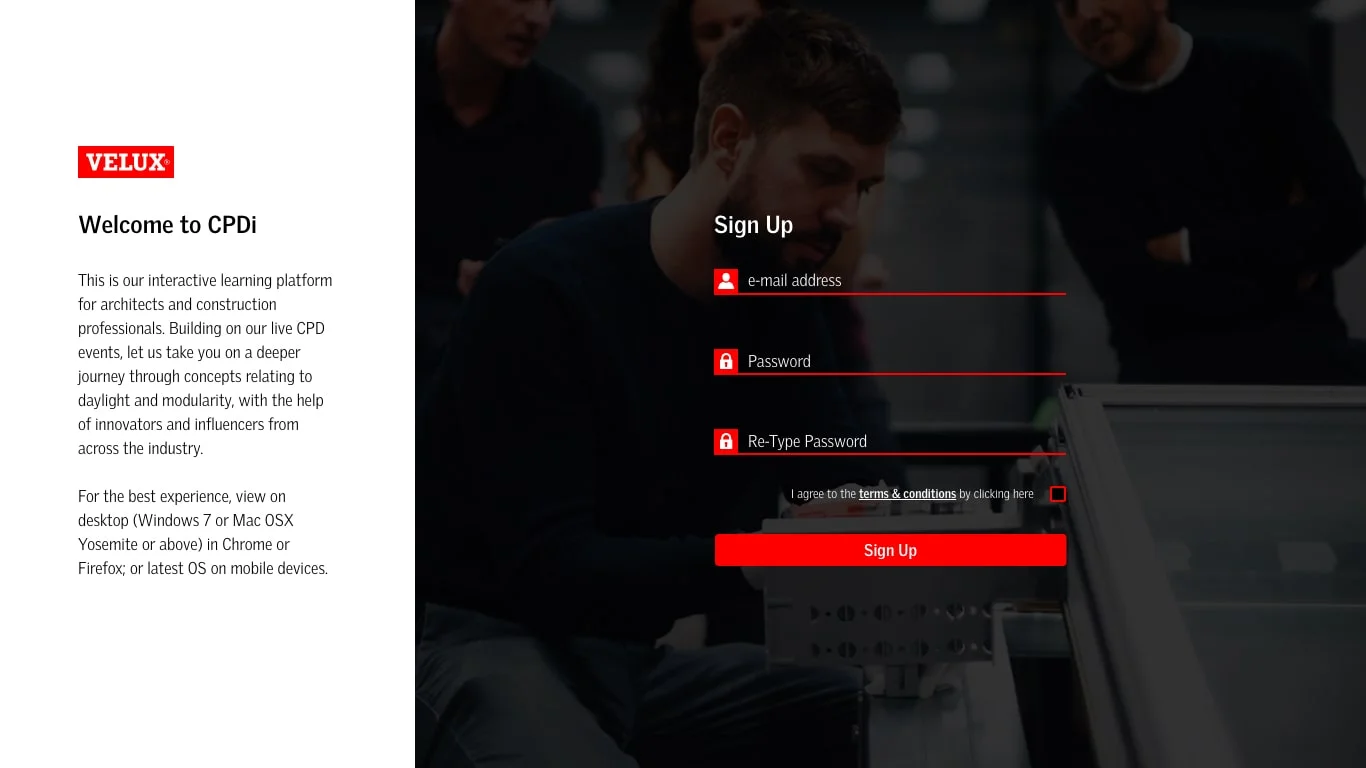 VELUX®
Welcome to CPDi
This is our interactive learning platform
for architects and construction
professionals. Building on our live CPD
events, let us take you on a deeper
journey through concepts relating to
daylight and modularity, with the help
of innovators and influencers from
across the industry.
For the best experience, view on
desktop (Windows 7 or Mac OSX
Yosemite or above) in Chrome or
Firefox; or latest OS on mobile devices.
Sign Up
e-mail address
Password
Re-Type Password
I agree to the terms & conditions by clicking here
Sign Up